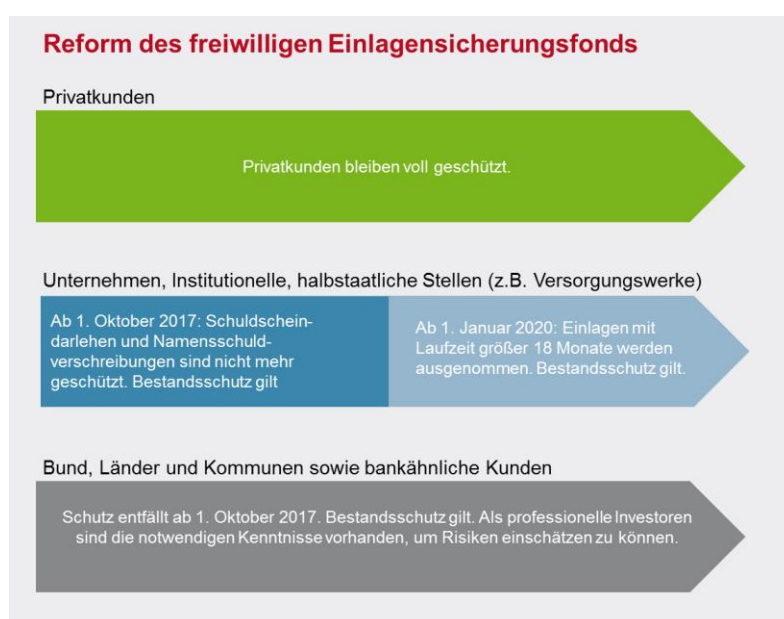 Reform des freiwilligen Einlagensicherungsfonds
Privatkunden
Privatkunden bleiben voll geschützt.
Unternehmen, Institutionelle, halbstaatliche Stellen (z.B. Versorgungswerke)
Ab 1. Oktober 2017: Schuldschein-
darlehen und Namensschuld-
verschreibungen sind nicht mehr
geschützt. Bestandsschutz gilt
Ab 1. Januar 2020: Einlagen mit
Laufzeit größer 18 Monate werden
ausgenommen. Bestandsschutz gilt.
Bund, Länder und Kommunen sowie bankähnliche Kunden
Schutz entfällt ab 1. Oktober 2017. Bestandsschutz gilt. Als professionelle Investoren
sind die notwendigen Kenntnisse vorhanden, um Risiken einschätzen zu können.